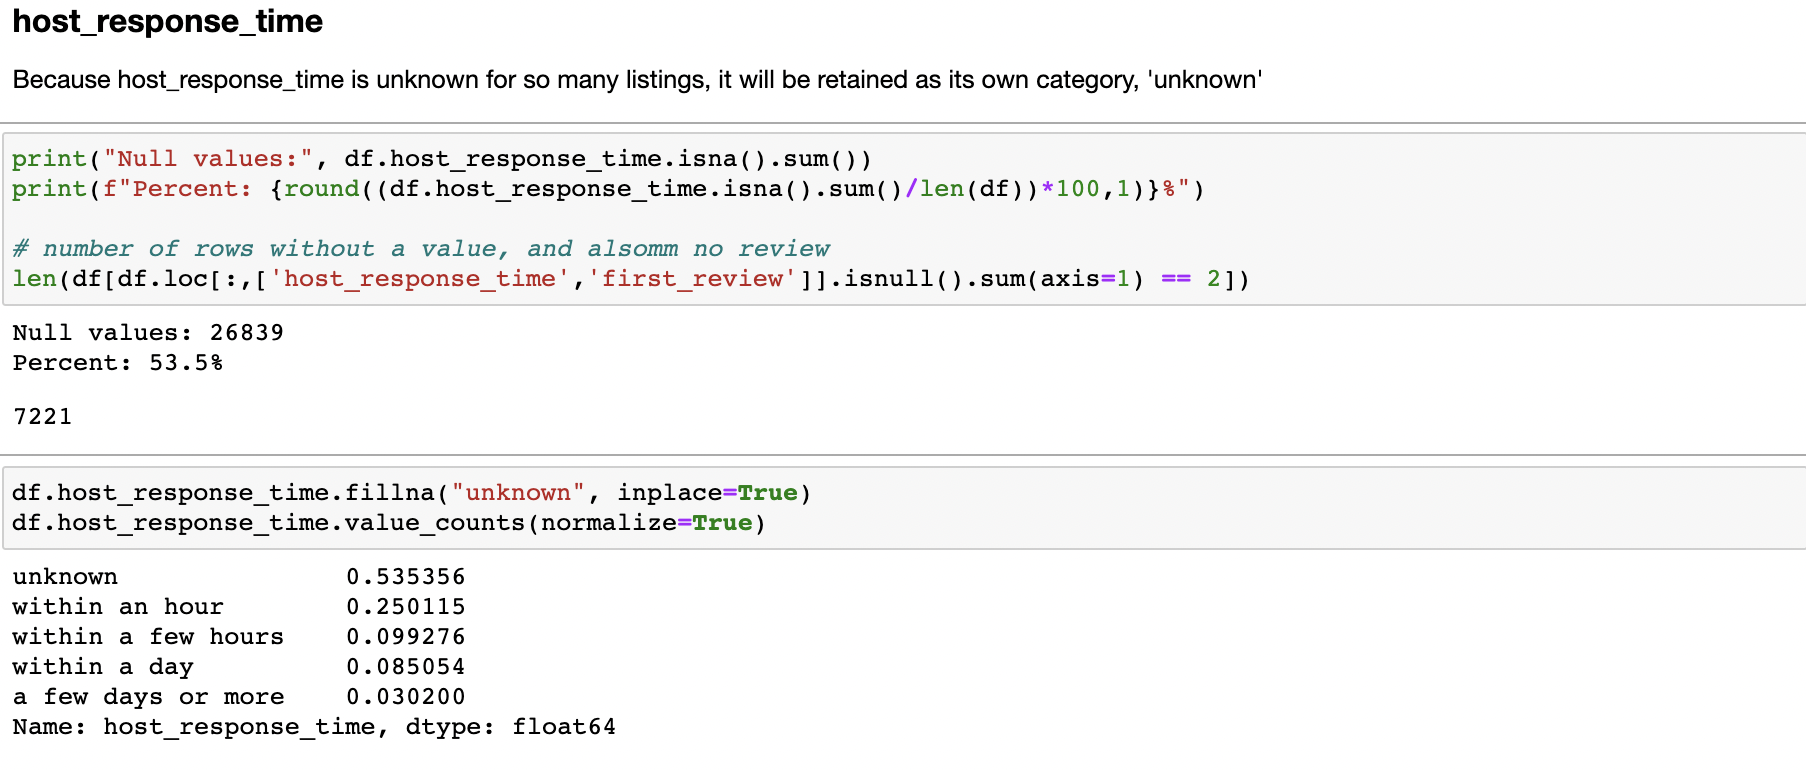 host_response_time
Because host_response_time is unknown for so many listings, it will be retained as its own category, 'unknown'
print("Null values:", df.host_response_time.isna().sum())
print(f"Percent: {round((df.host_response_time.isna().sum()/len(df))*100,1)}%")
# number of rows without a value, and alsomm no review
len(df[df.loc[:,['host_response_time','first_review']].isnull().sum(axis=1) == 2])
Null values: 26839
Percent: 53.5%
7221
df.host_response_time.fillna("unknown", inplace=True)
df.host_response_time.value_counts(normalize=True)
unknown 0.535356
within an hour 0.250115
within a few hours 0.099276
within a day 0.085054
a few days or more 0.030200
Name: host_response_time, dtype: float64